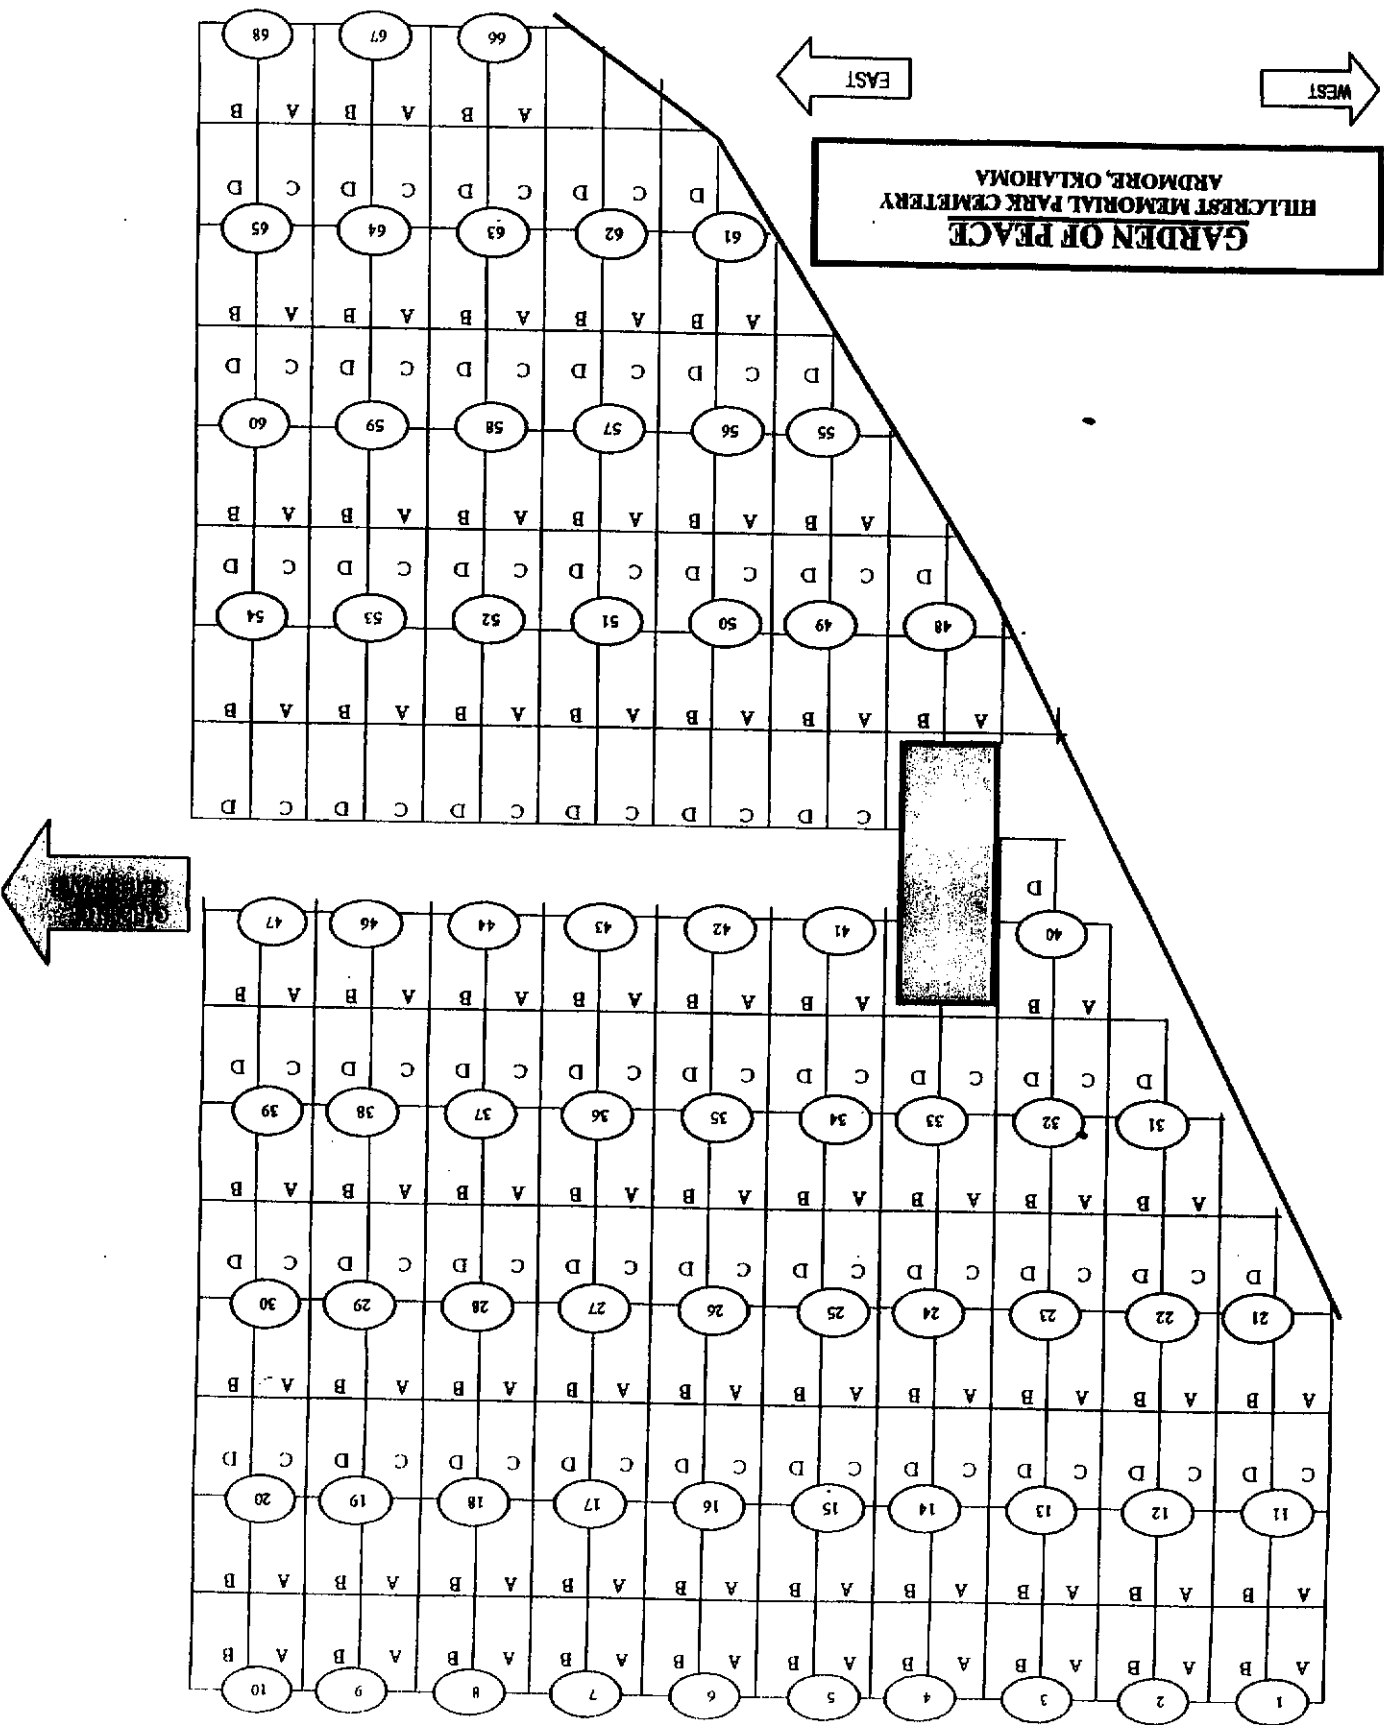 1 2 3 4 5 6 7 8 9 10
A B A B A B A B A B A B A B A B A B A B
A B A B A B A B A B A B A B A B A B A B
11 12 13 14 15 16 17 18 19 20
C D C D C D C D C D C D C D C D C D C D
A B A B A B A B A B A B A B A B A B A B
21 22 23 24 25 26 27 28 29 30
D C D C D C D C D C D C D C D C D C D
A B A B A B A B A B A B A B A B A B
31 32 33 34 35 36 37 38 39
D C D C D C D C D C D C D C D C D
A B A B A B A B A B A B A B
40 41 42 43 44 46 47
D
C D C D C D C D C D C D
A B A B A B A B A B A B A B
48 49 50 51 52 53 54
D C D C D C D C D C D C D
A B A B A B A B A B A B
55 56 57 58 59 60
D C D C D C D C D C D
A B A B A B A B A B
61 62 63 64 65
D C D C D C D C D
A B A B A B
66 67 68
GARDEN OF PEACE
HILLCREST MEMORIAL PARK CEMETERY
ARDMORE, OKLAHOMA
WEST
EAST